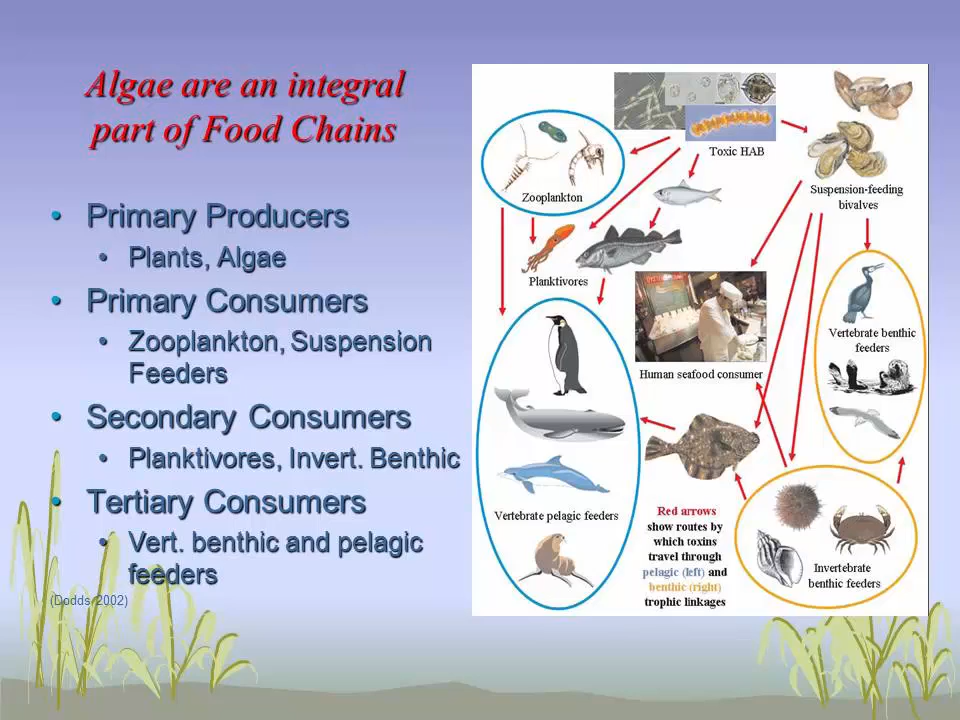 Algae are an integral
part of Food Chains
• Primary Producers
• Plants, Algae
• Primary Consumers
• Zooplankton, Suspension
Feeders
• Secondary Consumers
• Planktivores, Invert. Benthic
• Tertiary Consumers
• Vert. benthic and pelagic
feeders
(Dodds 2002)
Toxic HAB
Zooplankton
Suspension-feeding
bivalves
Planktivores
Vertebrate benthic
feeders
Human seafood consumer
Vertebrate pelagic feeders
Red arrows
show routes by
which toxins
travel through
pelagic (left) and
benthic (right)
trophic linkages
Invertebrate
benthic feeders